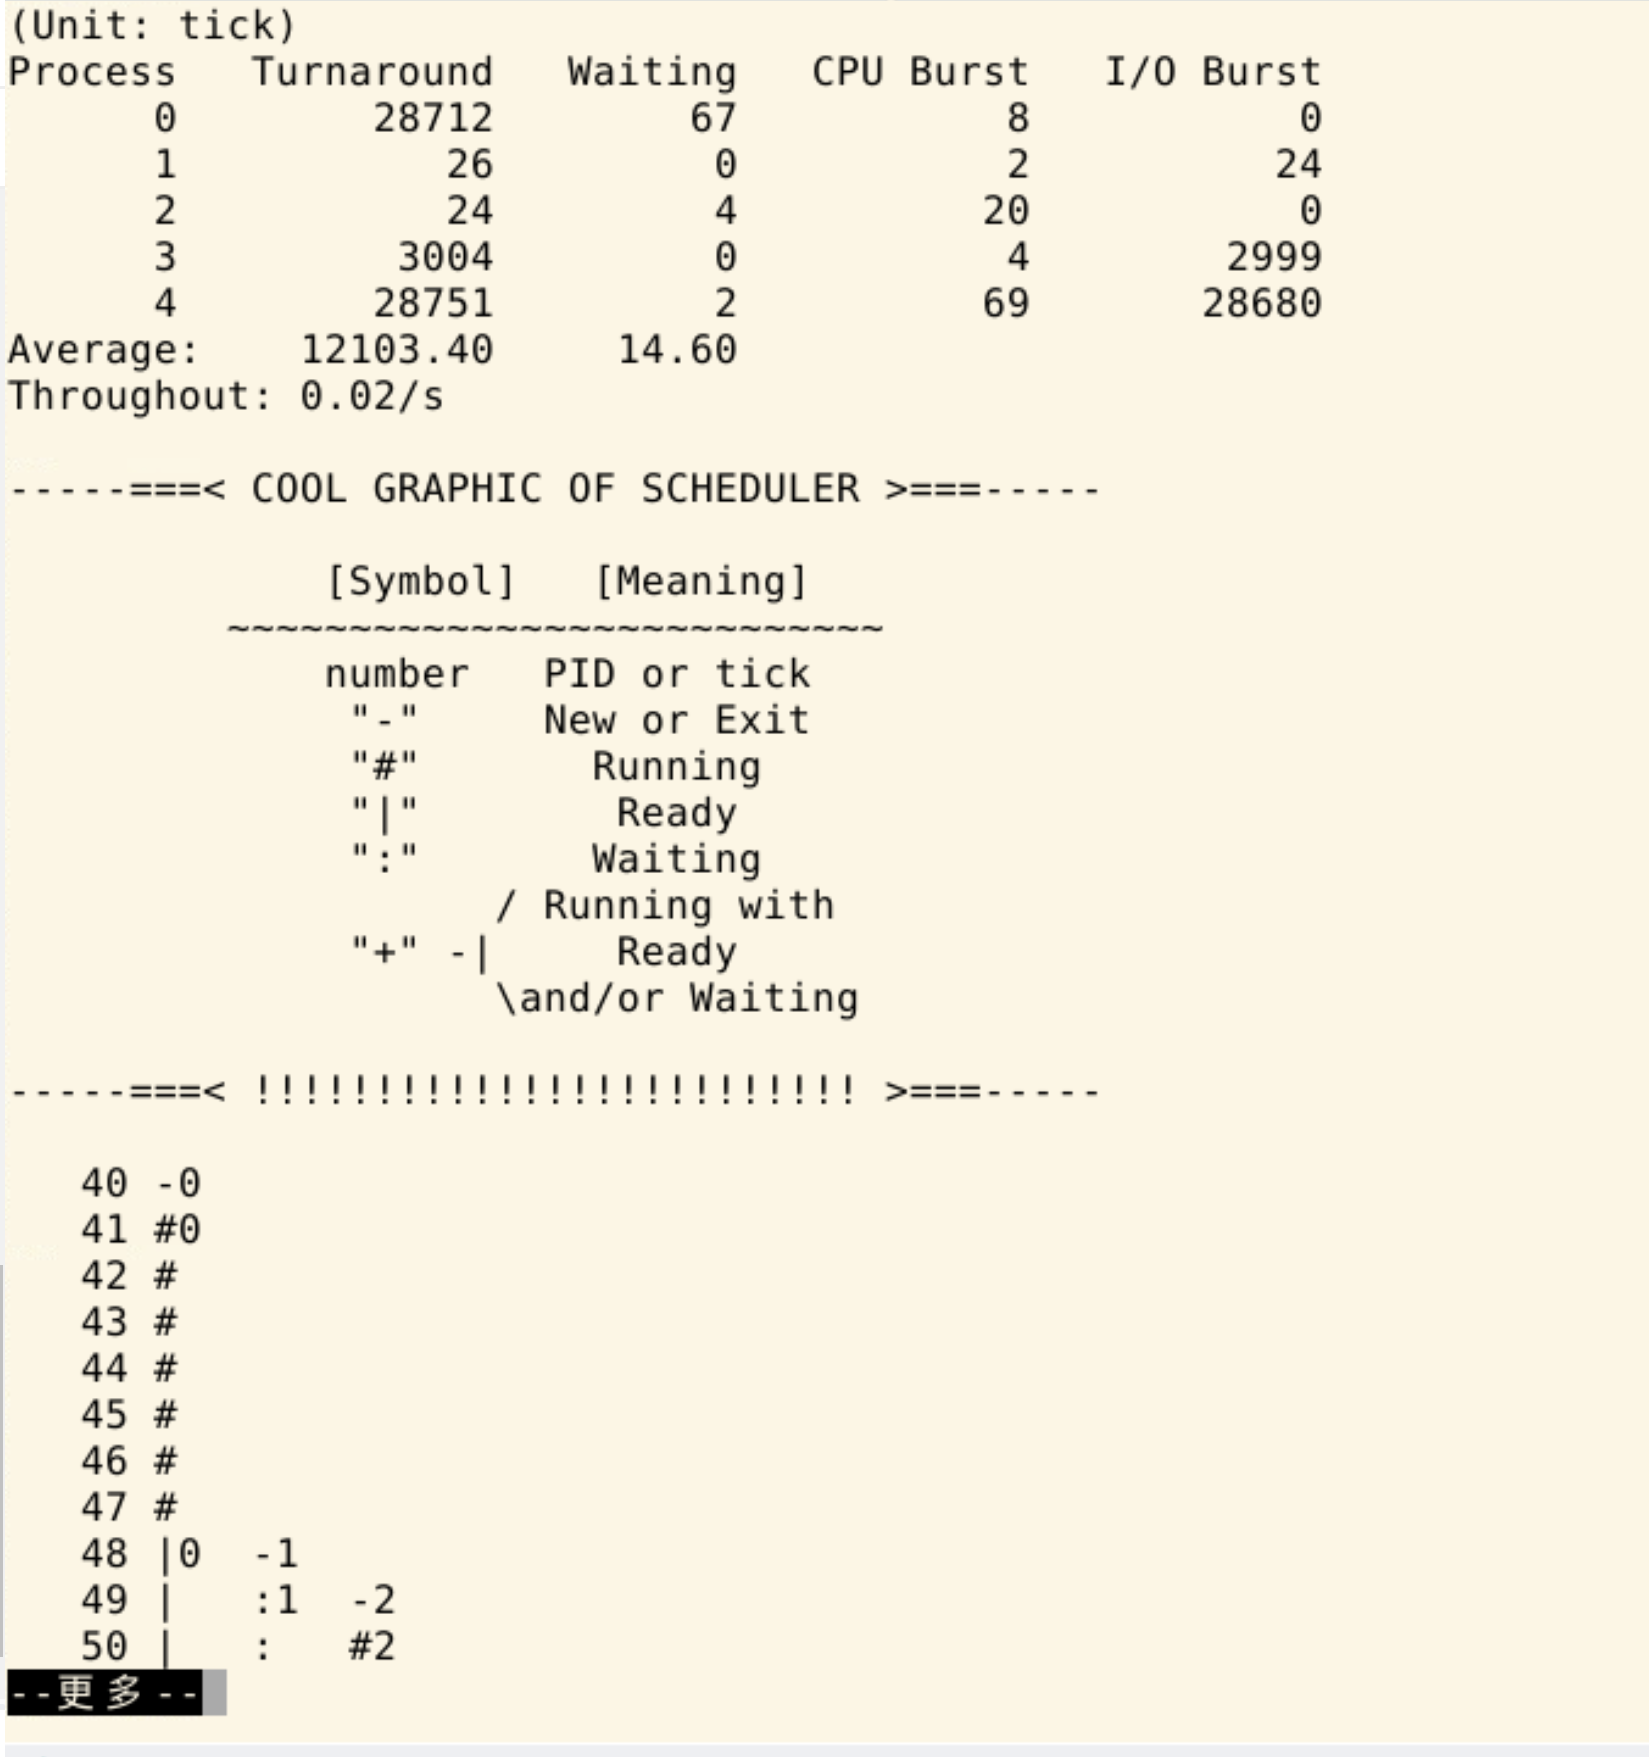 (Unit: tick)
Process   Turnaround   Waiting   CPU Burst   I/O Burst
      0        28712        67           8           0
      1           26         0           2          24
      2           24         4          20           0
      3         3004         0           4        2999
      4        28751         2          69       28680
Average:    12103.40     14.60
Throughout: 0.02/s
-----===< COOL GRAPHIC OF SCHEDULER >===-----
             [Symbol]   [Meaning]
         ~~~~~~~~~~~~~~~~~~~~~~~~~~~
             number   PID or tick
              "-"     New or Exit
              "#"       Running
              "|"        Ready
              ":"       Waiting
                    / Running with
              "+" -|     Ready
                    \and/or Waiting
-----===< !!!!!!!!!!!!!!!!!!!!!!!!! >===-----
   40 -0
   41 #0
   42 #
   43 #
   44 #
   45 #
   46 #
   47 #
   48 |0  -1
   49 |   :1  -2
   50 |   :   #2
--更多--